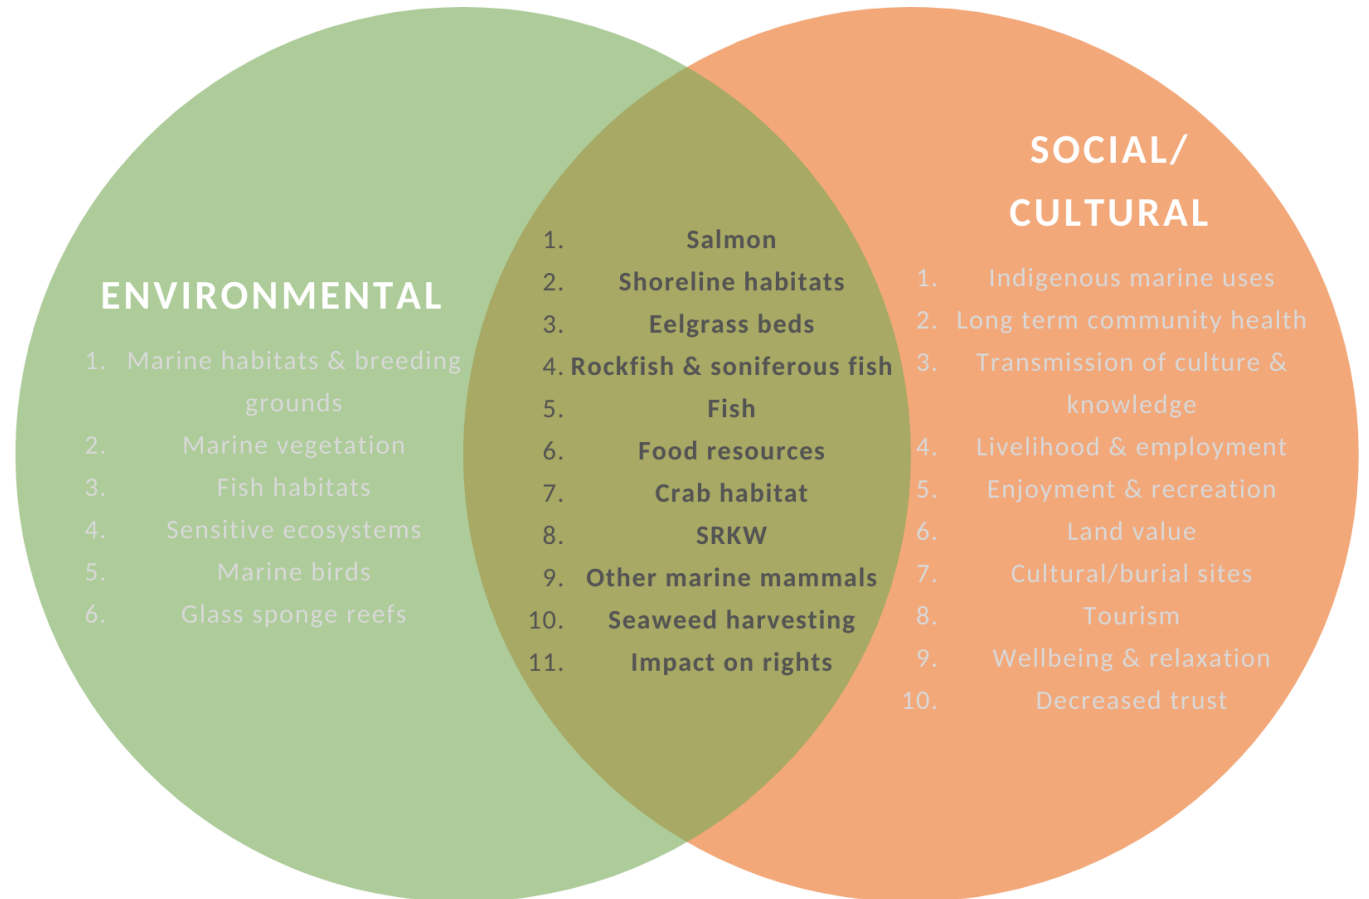 ENVIRONMENTAL
1. Marine habitats & breeding
grounds
2. Marine vegetation
3. Fish habitats
4. Sensitive ecosystems
5. Marine birds
6. Glass sponge reefs
1. Salmon
2. Shoreline habitats
3. Eelgrass beds
4. Rockfish & soniferous fish
5. Fish
6. Food resources
7. Crab habitat
8. SRKW
9. Other marine mammals
10. Seaweed harvesting
11. Impact on rights
SOCIAL/
CULTURAL
1. Indigenous marine uses
2. Long term community health
3. Transmission of culture &
knowledge
4. Livelihood & employment
5. Enjoyment & recreation
6. Land value
7. Cultural/burial sites
8. Tourism
9. Wellbeing & relaxation
10. Decreased trust